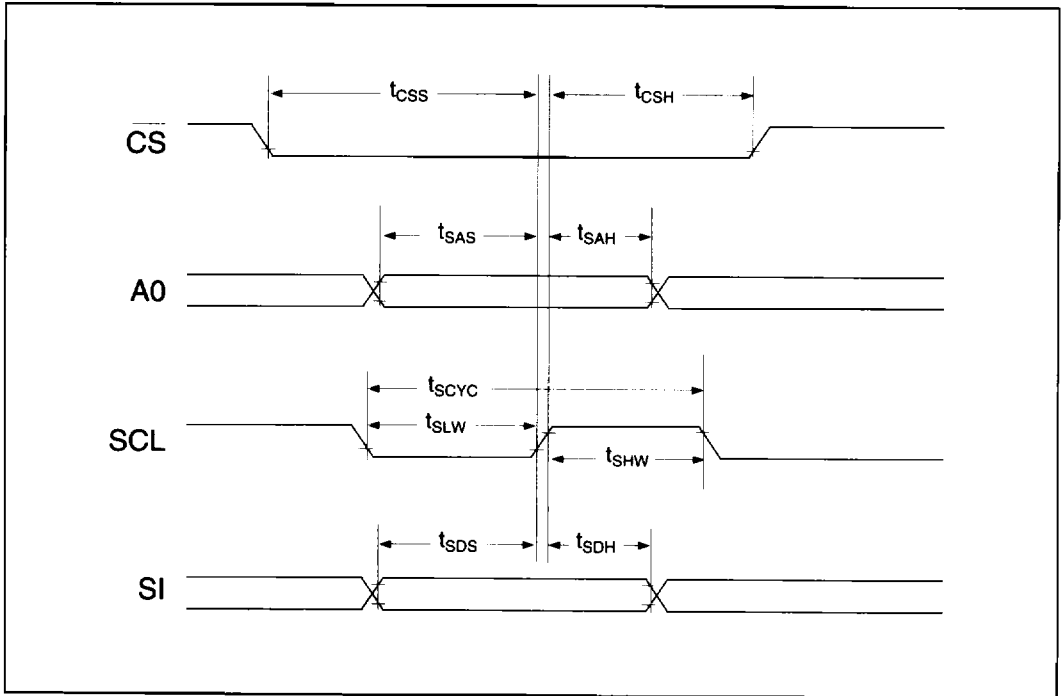 tCSS tCSH
CS
tSAS tSAH
A0
tSCYC
tSLW
SCL
tSHW
tSDS tSDH
SI